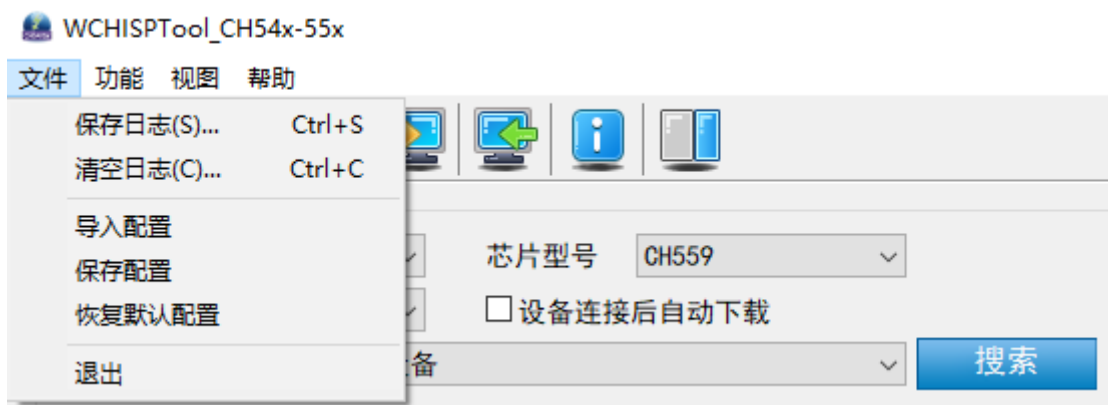 WCHISPTool_CH54x-55x
文件 功能 视图 帮助
保存日志(S)... Ctrl+S
清空日志(C)... Ctrl+C
导入配置
芯片型号 CH559
保存配置
恢复默认配置
设备连接后自动下载
备 搜索
退出